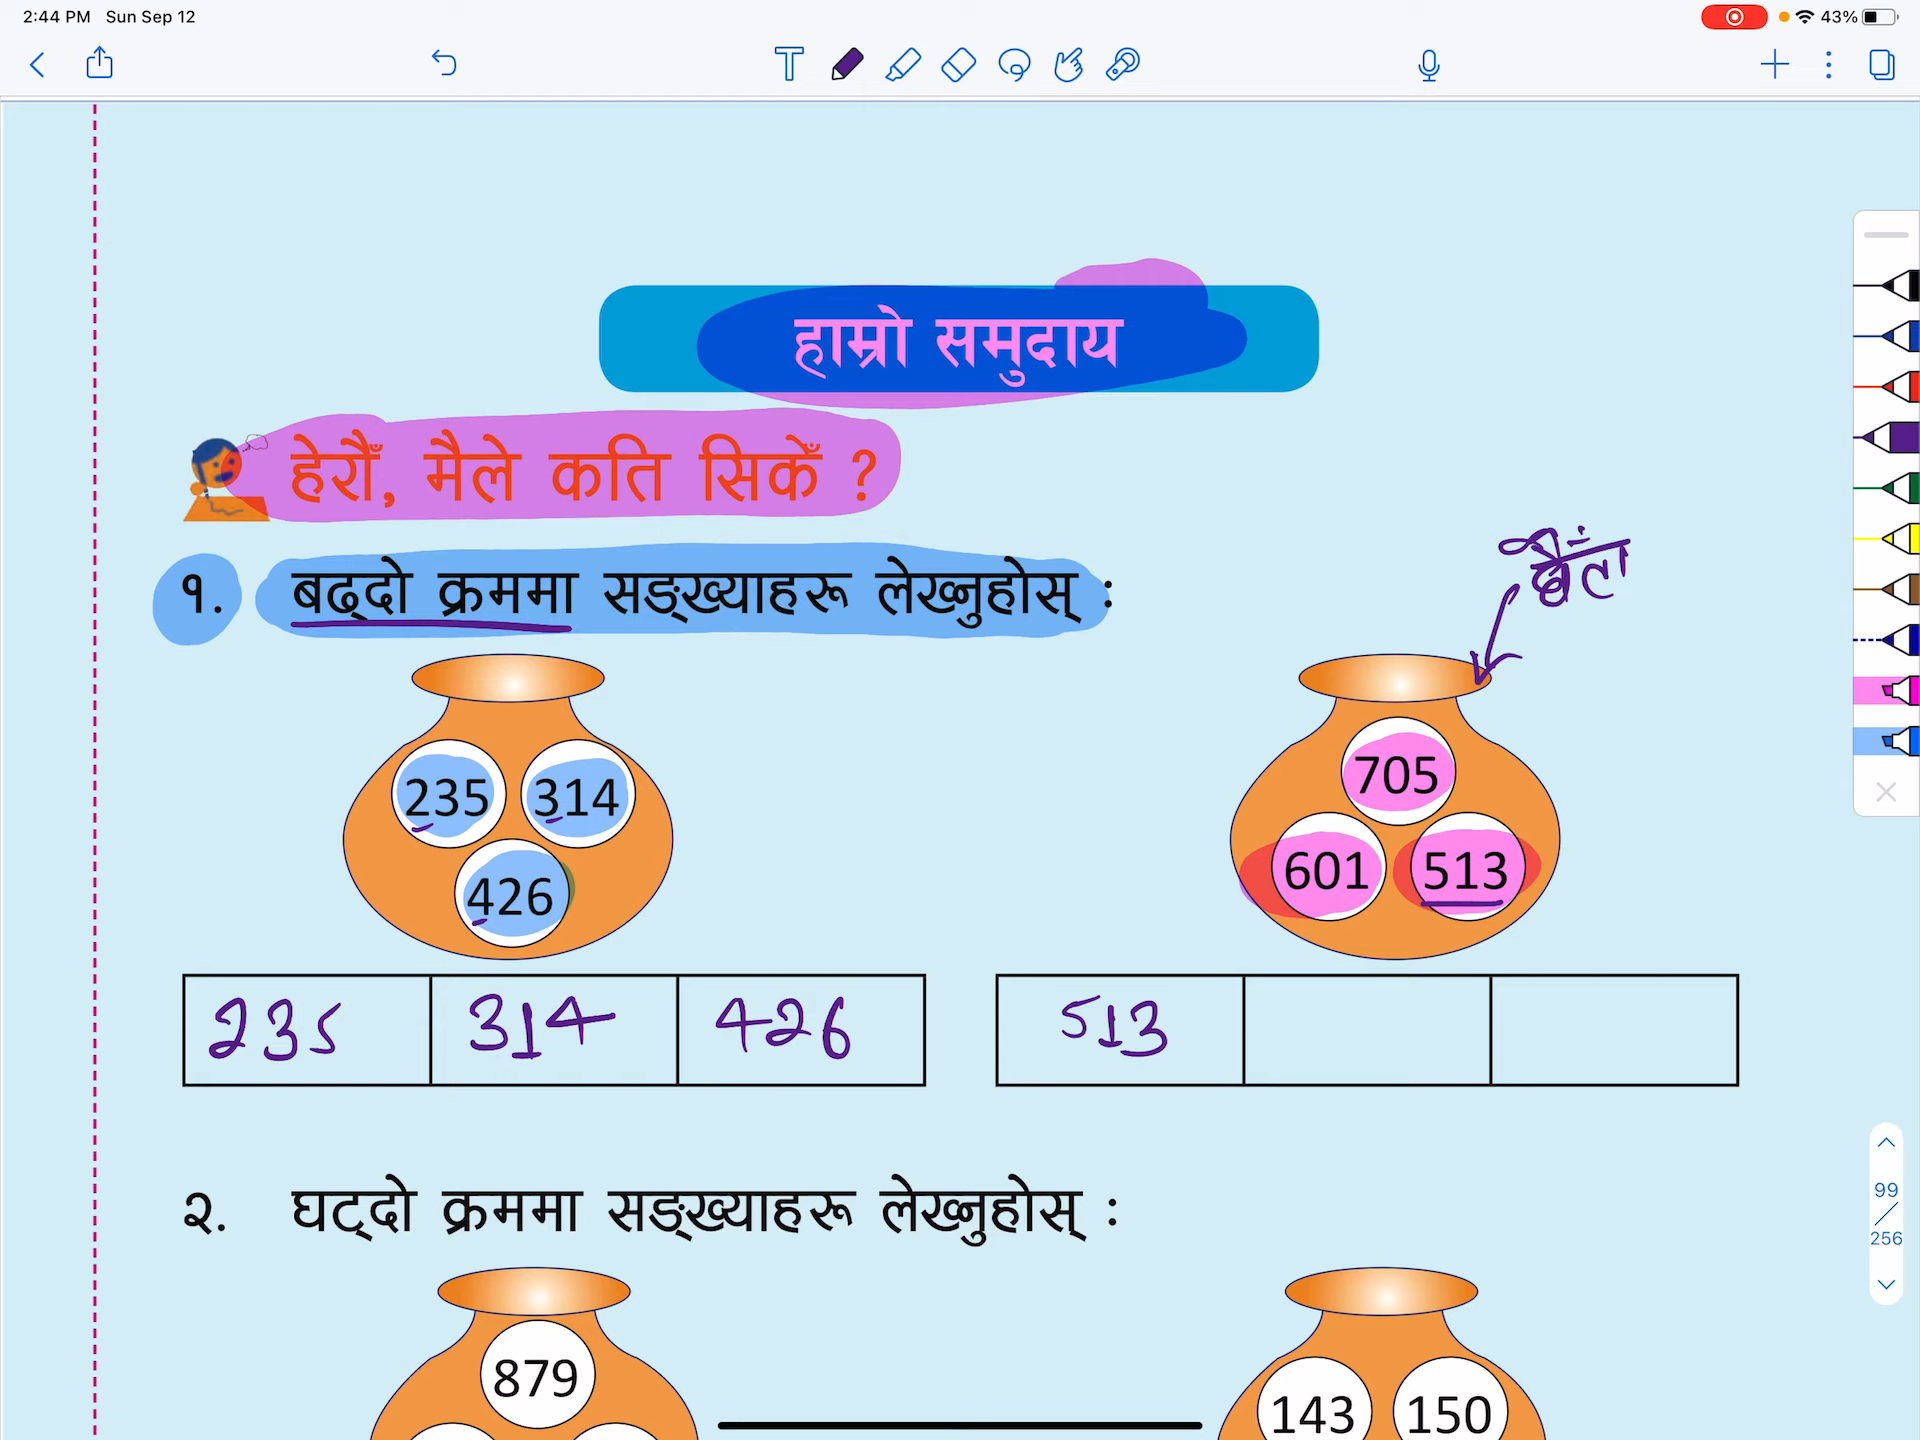 2:44 PM Sun Sep 12
43%
हाम्रो समुदाय
हेरौँ, मैले कति सिकेँ ?
१. बढ्दो क्रममा सङ्ख्याहरू लेख्नुहोस् :
235 314
426
705
601 513
235 314 426
513
२. घट्दो क्रममा सङ्ख्याहरू लेख्नुहोस् :
879
143 150
99
/
256